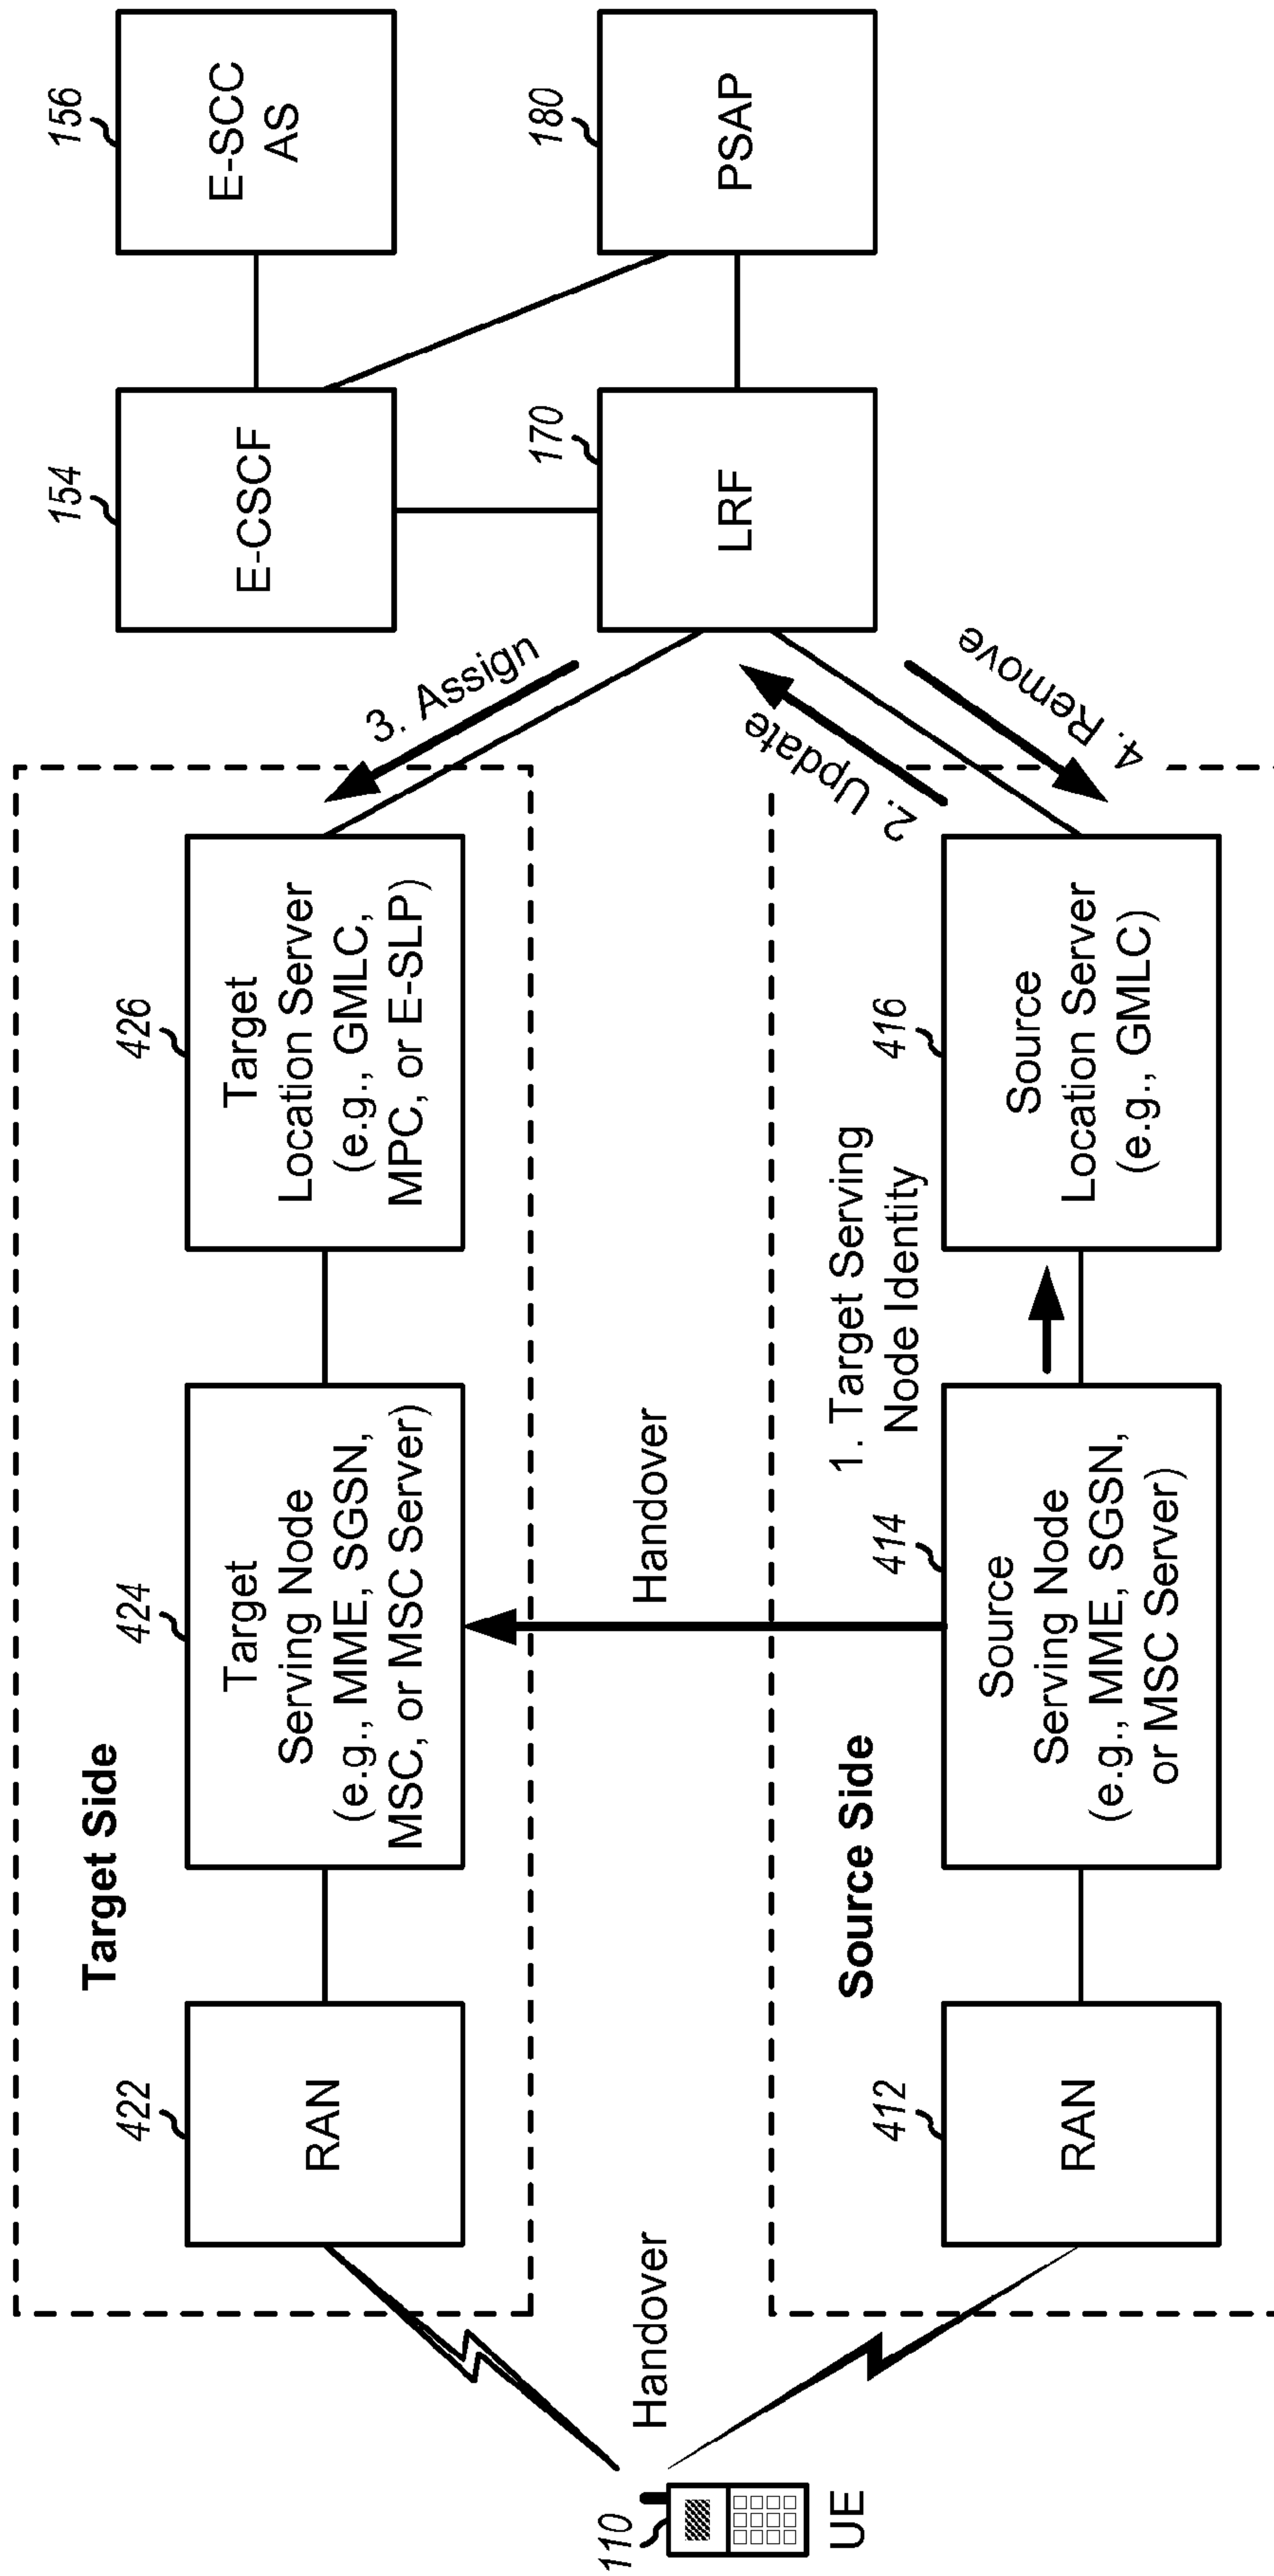 Target Side
422
RAN
424
Target
Serving Node
(e.g., MME, SGSN,
MSC, or MSC Server)
426
Target
Location Server
(e.g., GMLC,
MPC, or E-SLP)
3. Assign
154
E-CSCF
156
E-SCC
AS
170
LRF
180
PSAP
110
UE
Handover
Handover
2. Update
4. Remove
Source Side
412
RAN
414
Source
Serving Node
(e.g., MME, SGSN,
or MSC Server)
1. Target Serving
Node Identity
416
Source
Location Server
(e.g., GMLC)